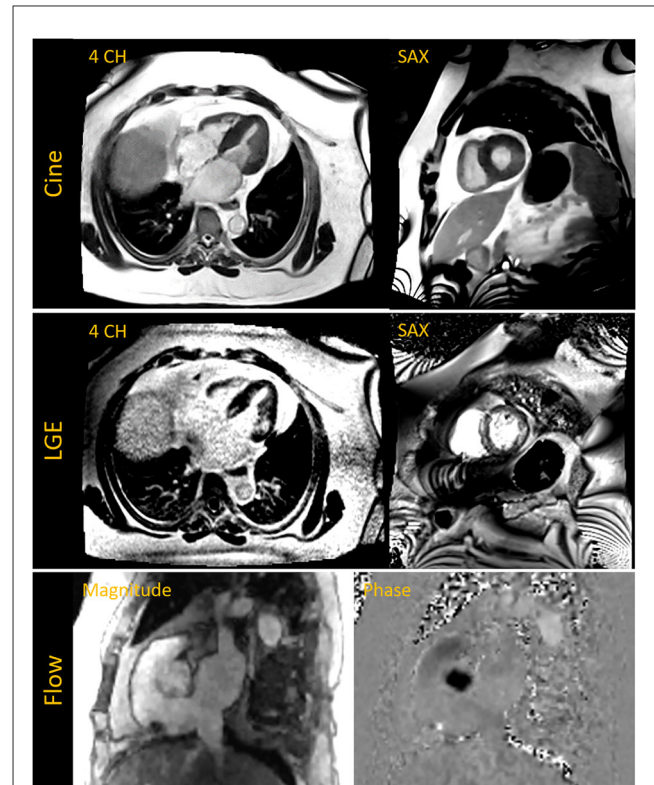 4 CH
SAX
Cine
4 CH
SAX
LGE
Magnitude
Phase
Flow